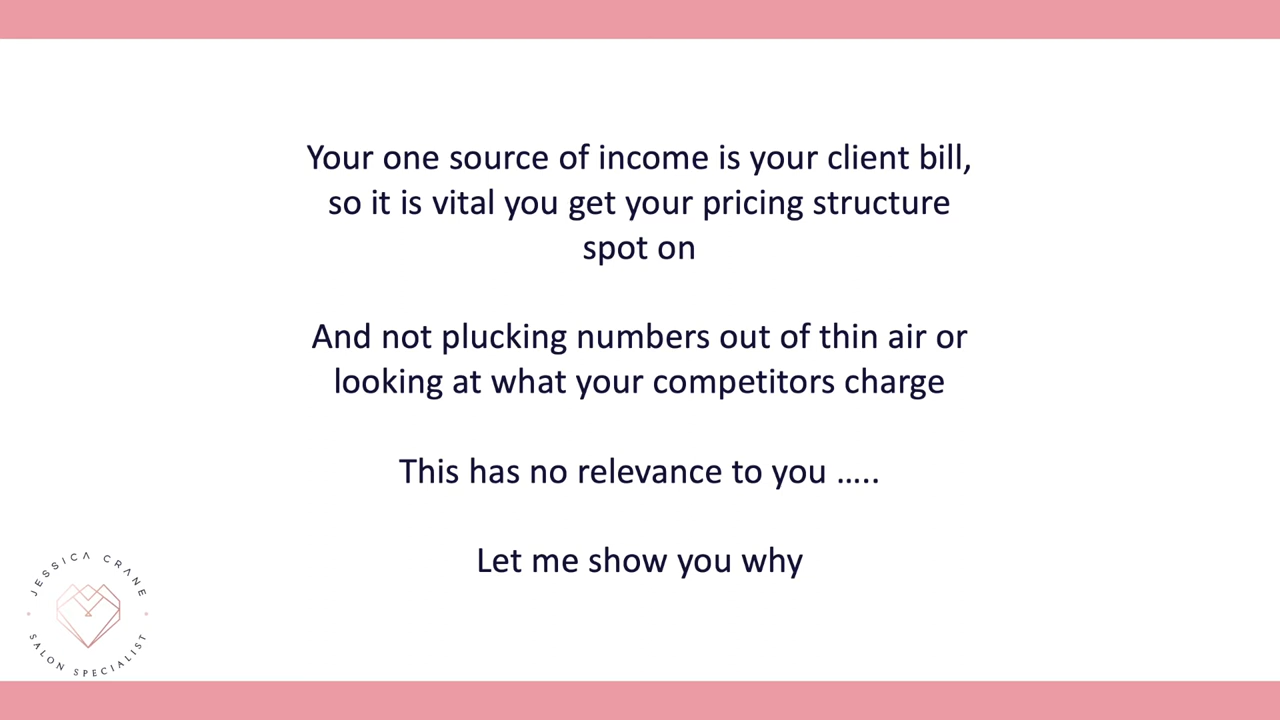 Your one source of income is your client bill,
so it is vital you get your pricing structure
spot on
And not plucking numbers out of thin air or
looking at what your competitors charge
This has no relevance to you .....
Let me show you why
JESSICA CRANE
SALON SPECIALIST